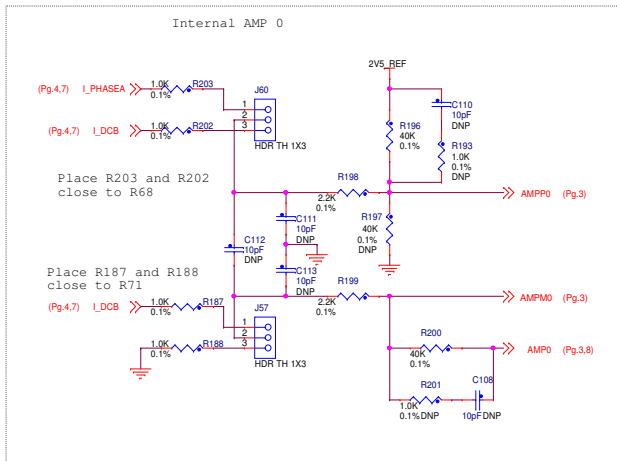 Internal AMP 0
2V5_REF
(Pg.4,7) I_PHASEA
1.0K
0.1%
R203
J60
1
2
3
HDR TH 1X3
(Pg.4,7) I_DCB
1.0K
0.1%
R202
C110
10pF
DNP
R196
40K
0.1%
R193
1.0K
0.1%
DNP
Place R203 and R202
close to R68
R198
2.2K
0.1%
AMPP0 (Pg.3)
R197
40K
0.1%
DNP
C111
10pF
DNP
C112
10pF
DNP
C113
10pF
DNP
Place R187 and R188
close to R71
R199
2.2K
0.1%
AMPM0 (Pg.3)
(Pg.4,7) I_DCB
1.0K
0.1%
R187
J57
1
2
3
HDR TH 1X3
1.0K
0.1%
R188
R200
40K
0.1%
AMP0 (Pg.3,8)
R201
1.0K
0.1%DNP
C108
10pFDNP